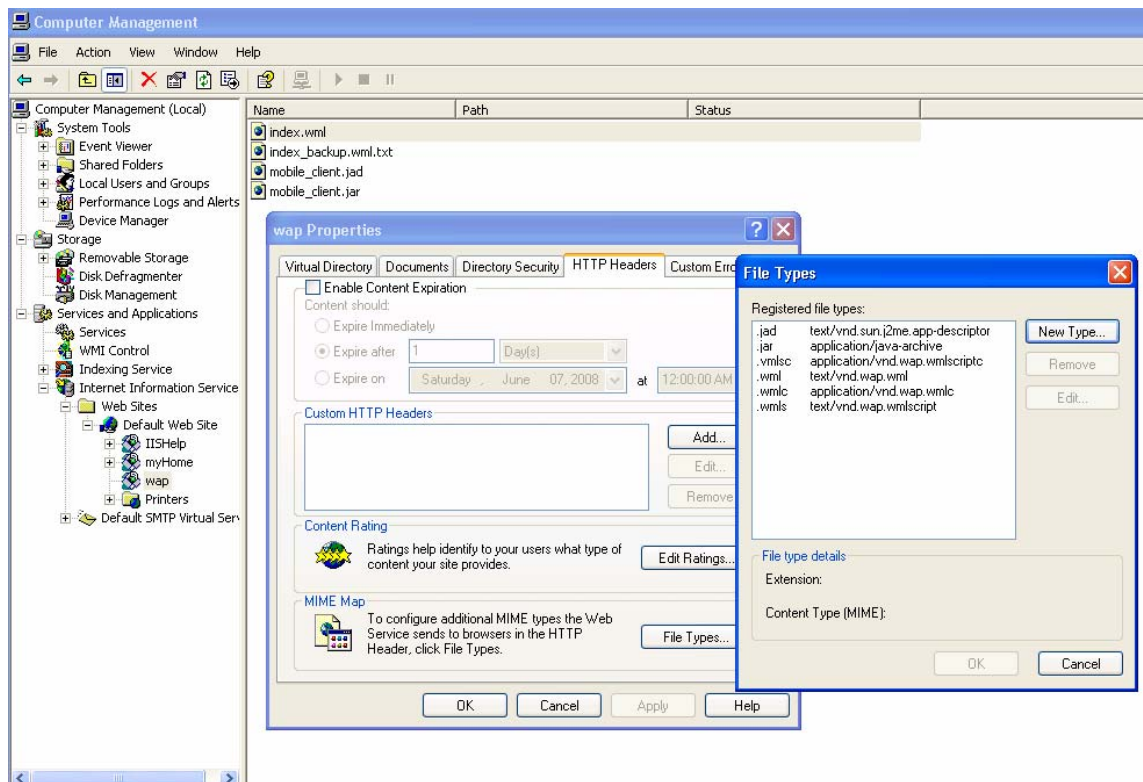 Computer Management
File Action View Window Help
Computer Management (Local)
System Tools
Event Viewer
Shared Folders
Local Users and Groups
Performance Logs and Alerts
Device Manager
Storage
Removable Storage
Disk Defragmenter
Disk Management
Services and Applications
Services
WMI Control
Indexing Service
Internet Information Service
Web Sites
Default Web Site
IISHelp
myHome
wap
Printers
Default SMTP Virtual Serv
Name Path Status
index.wml
index_backup.wml.txt
mobile_client.jad
mobile_client.jar
wap Properties
Virtual Directory Documents Directory Security HTTP Headers Custom Erro
Enable Content Expiration
Content should:
Expire Immediately
Expire after 1 Day(s)
Expire on Saturday , June 07, 2008 at 12:00:00 AM
Custom HTTP Headers
Add...
Edit...
Remove
Content Rating
Ratings help identify to your users what type of
content your site provides.
Edit Ratings...
MIME Map
To configure additional MIME types the Web
Service sends to browsers in the HTTP
Header, click File Types.
File Types...
OK Cancel Apply Help
File Types
Registered file types:
.jad text/vnd.sun.j2me.app-descriptor
.jar application/java-archive
.vmlsc application/vnd.wap.wmlscriptc
.wml text/vnd.wap.wml
.wmlc application/vnd.wap.wmlc
.wmls text/vnd.wap.wmlscript
New Type...
Remove
Edit...
File type details
Extension:
Content Type (MIME):
OK Cancel